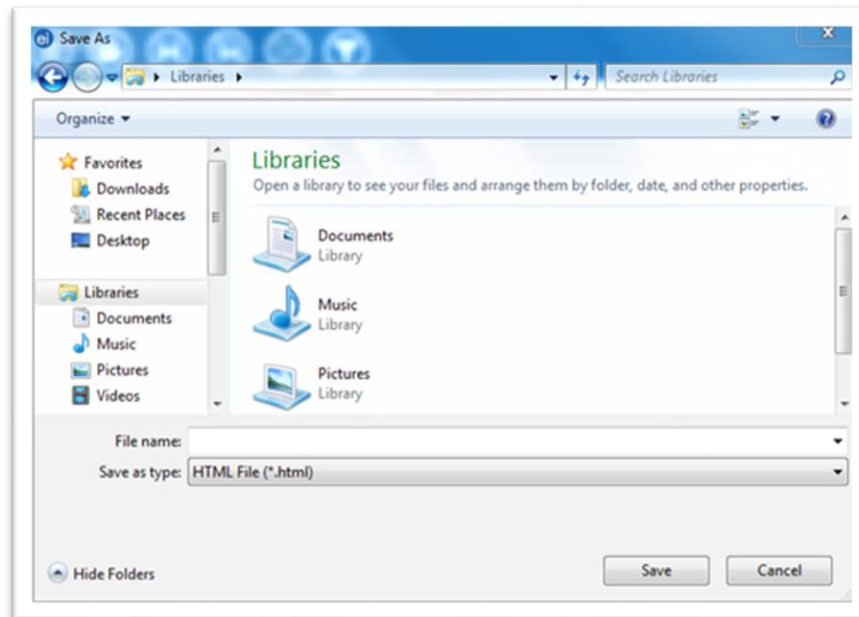 Save As
Libraries
Search Libraries
Organize
Favorites
Downloads
Recent Places
Desktop
Libraries
Documents
Music
Pictures
Videos
Libraries
Open a library to see your files and arrange them by folder, date, and other properties.
Documents
Library
Music
Library
Pictures
Library
File name:
Save as type: HTML File (*.html)
Hide Folders
Save
Cancel